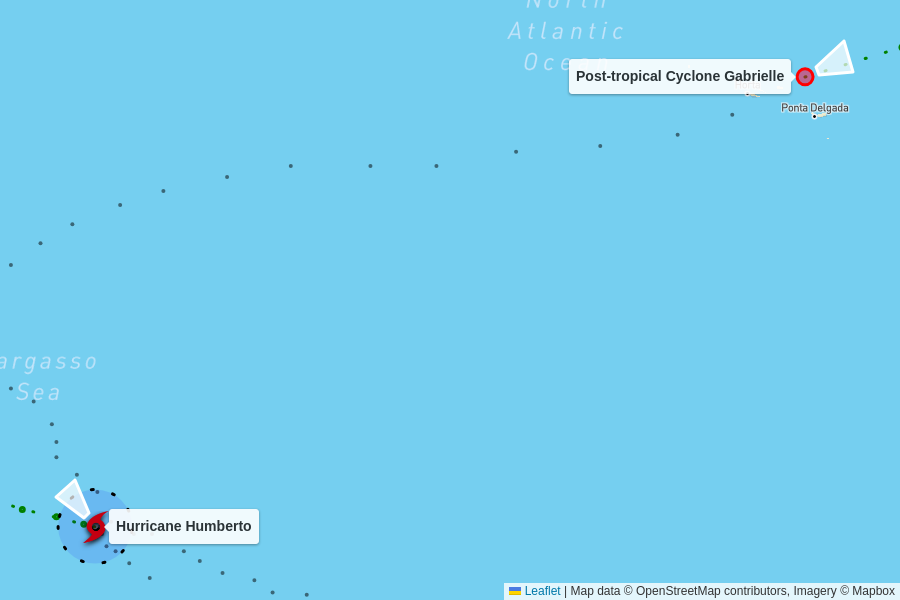 North
Atlantic
Ocean
Post-tropical Cyclone Gabrielle
Ponta Delgada
argasso
Sea
Hurricane Humberto
Leaflet | Map data © OpenStreetMap contributors, Imagery © Mapbox